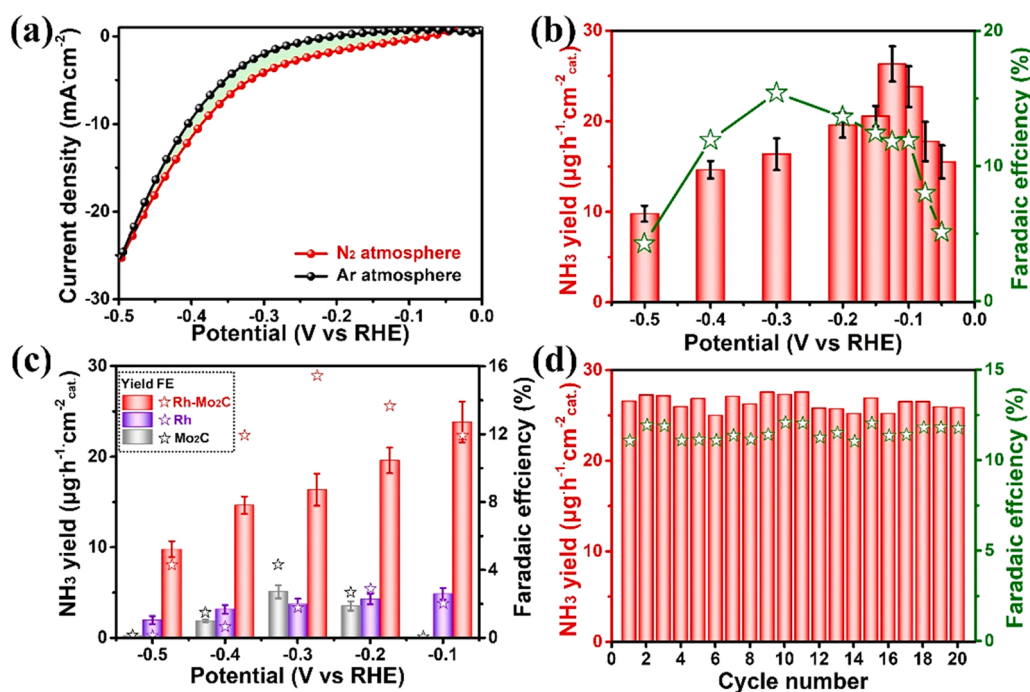 (a)
0
-10
-20
-30
Current density (mA·cm-2)
N2 atmosphere
Ar atmosphere
-0.5 -0.4 -0.3 -0.2 -0.1 0.0
Potential (V vs RHE)
(b)
30
20
10
0
NH3 yield (μg·h-1·cm-2cat.)
20
15
10
5
0
Faradaic effciency (%)
-0.5 -0.4 -0.3 -0.2 -0.1 0.0
Potential (V vs RHE)
(c)
30
20
10
0
NH3 yield (μg·h-1·cm-2cat.)
Yield FE
Rh-Mo2C
Rh
Mo2C
16
12
8
4
0
Faradaic effciency (%)
-0.5 -0.4 -0.3 -0.2 -0.1
Potential (V vs RHE)
(d)
30
20
10
0
NH3 yield (μg·h-1·cm-2cat.)
15
10
5
0
Faradaic effciency (%)
0 2 4 6 8 10 12 14 16 18 20
Cycle number